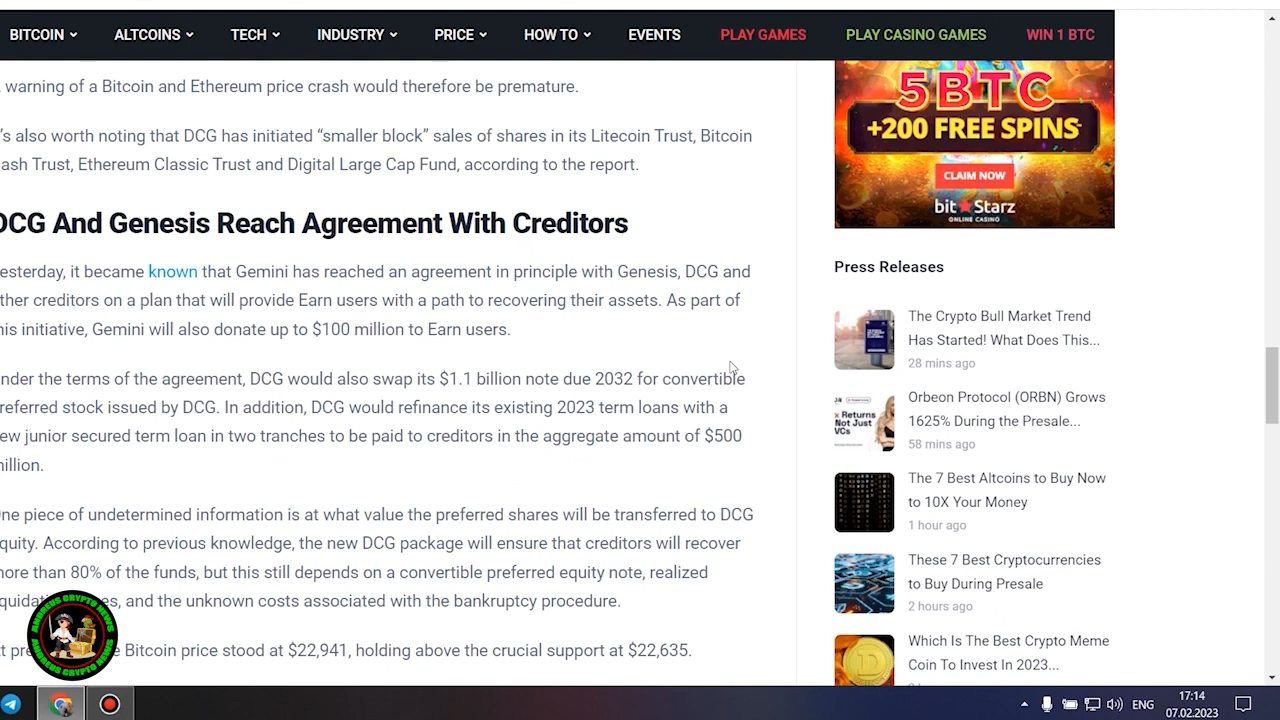 BITCOIN
ALTCOINS
TECH
INDUSTRY
PRICE
HOW TO
EVENTS
PLAY GAMES
PLAY CASINO GAMES
WIN 1 BTC
warning of a Bitcoin and Ethereum price crash would therefore be premature.
's also worth noting that DCG has initiated “smaller block” sales of shares in its Litecoin Trust, Bitcoin
ash Trust, Ethereum Classic Trust and Digital Large Cap Fund, according to the report.
DCG And Genesis Reach Agreement With Creditors
esterday, it became known that Gemini has reached an agreement in principle with Genesis, DCG and
ther creditors on a plan that will provide Earn users with a path to recovering their assets. As part of
his initiative, Gemini will also donate up to $100 million to Earn users.
nder the terms of the agreement, DCG would also swap its $1.1 billion note due 2032 for convertible
referred stock issued by DCG. In addition, DCG would refinance its existing 2023 term loans with a
ew junior secured term loan in two tranches to be paid to creditors in the aggregate amount of $500
million.
One piece of undetermined information is at what value the preferred shares will be transferred to DCG
quity. According to previous knowledge, the new DCG package will ensure that creditors will recover
more than 80% of the funds, but this still depends on a convertible preferred equity note, realized
and the unknown costs associated with the bankruptcy procedure.
Bitcoin price stood at $22,941, holding above the crucial support at $22,635.
ANDREUS CRYPTO NEWS
ANDREUS CRYPTO NEWS
5BTC
+200 FREE SPINS
CLAIM NOW
bitStarz
ONLINE CASINO
Press Releases
The Crypto Bull Market Trend
Has Started! What Does This...
28 mins ago
Returns
Not Just
VCs
Orbeon Protocol (ORBN) Grows
1625% During the Presale...
58 mins ago
The 7 Best Altcoins to Buy Now
to 10X Your Money
1 hour ago
These 7 Best Cryptocurrencies
to Buy During Presale
2 hours ago
Which Is The Best Crypto Meme
Coin To Invest In 2023...
ENG
17:14
07.02.2023